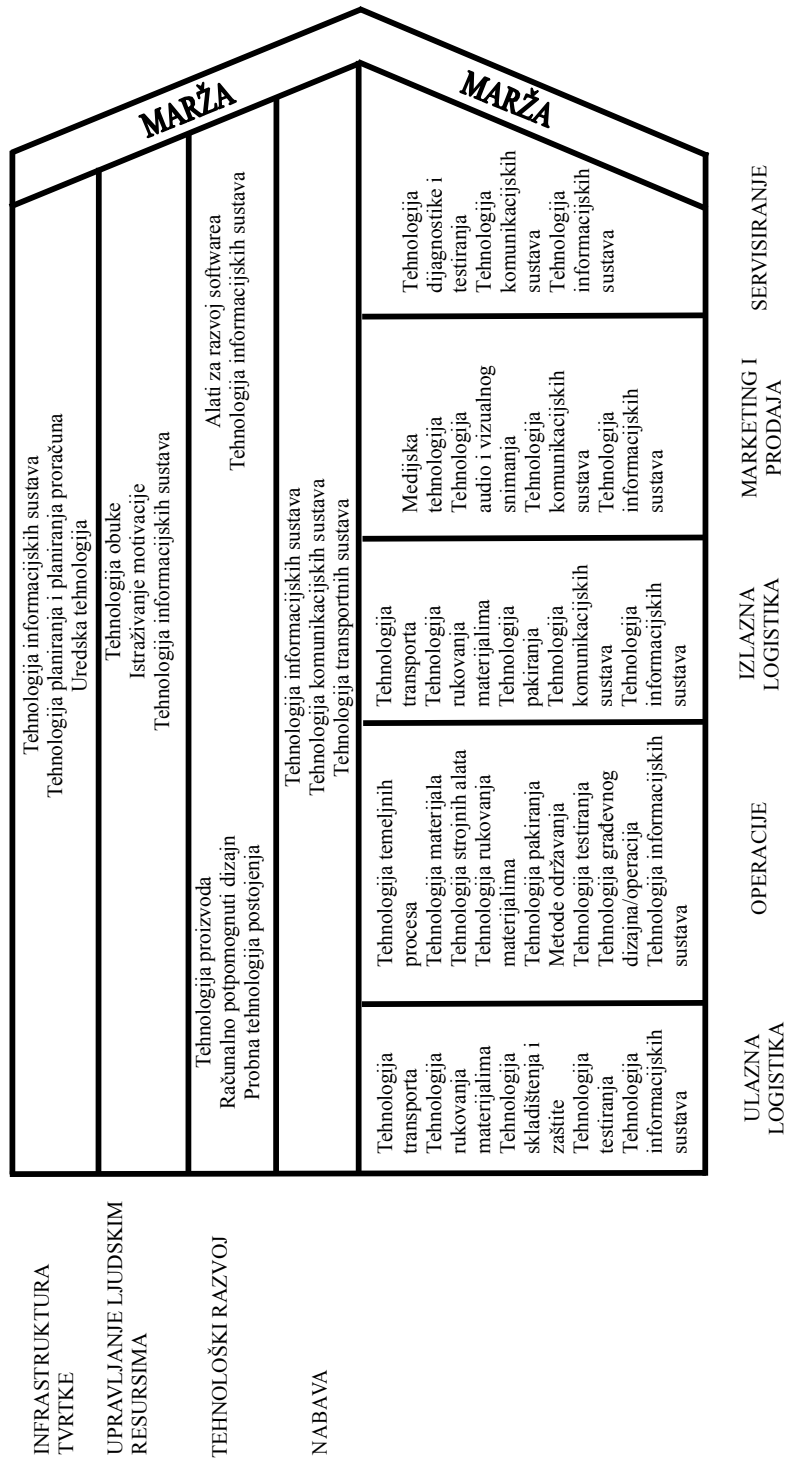 INFRASTRUKTURA
TVRTKE
Tehnologija informacijskih sustava
Tehnologija planiranja i planiranja proračuna
Uredska tehnologija
UPRAVLJANJE LJUDSKIM
RESURSIMA
Tehnologija obuke
Istraživanje motivacije
Tehnologija informacijskih sustava
TEHNOLOŠKI RAZVOJ
Tehnologija proizvoda
Računalno potpomognuti dizajn
Probna tehnologija postojenja
Alati za razvoj softwarea
Tehnologija informacijskih sustava
NABAVA
Tehnologija informacijskih sustava
Tehnologija komunikacijskih sustava
Tehnologija transportnih sustava
MARŽA
MARŽA
Tehnologija
transporta
Tehnologija
rukovanja
materijalima
Tehnologija
skladištenja i
zaštite
Tehnologija
testiranja
Tehnologija
informacijskih
sustava
Tehnologija temeljnih
procesa
Tehnologija materijala
Tehnologija strojnih alata
Tehnologija rukovanja
materijalima
Tehnologija pakiranja
Metode održavanja
Tehnologija testiranja
Tehnologija građevnog
dizajna/operacija
Tehnologija informacijskih
sustava
Tehnologija
transporta
Tehnologija
rukovanja
materijalima
Tehnologija
pakiranja
Tehnologija
komunikacijskih
sustava
Tehnologija
informacijskih
sustava
Medijska
tehnologija
Tehnologija
audio i vizualnog
snimanja
Tehnologija
komunikacijskih
sustava
Tehnologija
informacijskih
sustava
Tehnologija
dijagnostike i
testiranja
Tehnologija
komunikacijskih
sustava
Tehnologija
informacijskih
sustava
ULAZNA
LOGISTIKA
OPERACIJE
IZLAZNA
LOGISTIKA
MARKETING I
PRODAJA
SERVISIRANJE